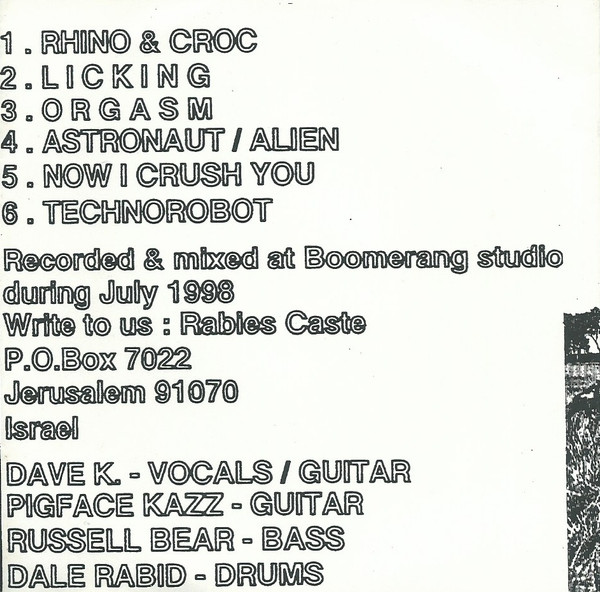 1. RHINO & CROC
2. LICKING
3. ORGASM
4. ASTRONAUT / ALIEN
5. NOW I CRUSH YOU
6. TECHNOROBOT
Recorded & mixed at Boomerang studio
during July 1998
Write to us : Rabies Caste
P.O.Box 7022
Jerusalem 91070
Israel
DAVE K. - VOCALS / GUITAR
PIGFACE KAZZ - GUITAR
RUSSELL BEAR - BASS
DALE RABID - DRUMS